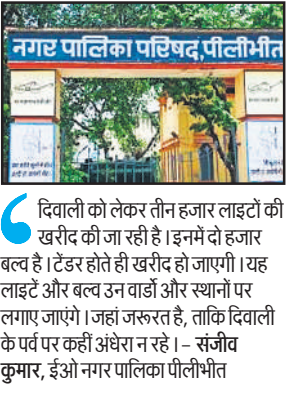 नगर पालिका परिषद,पीलीभीत
दिवाली को लेकर तीन हजार लाइटों की
खरीद की जा रही है।इनमें दो हजार
बल्व है।टेंडर होते ही खरीद हो जाएगी।यह
लाइटें और बल्व उन वार्डो और स्थानों पर
लगाए जाएंगे।जहां जरूरत है, ताकि दिवाली
के पर्व पर कहीं अंधेरा न रहे।– संजीव
कुमार, ईओ नगर पालिका पीलीभीत